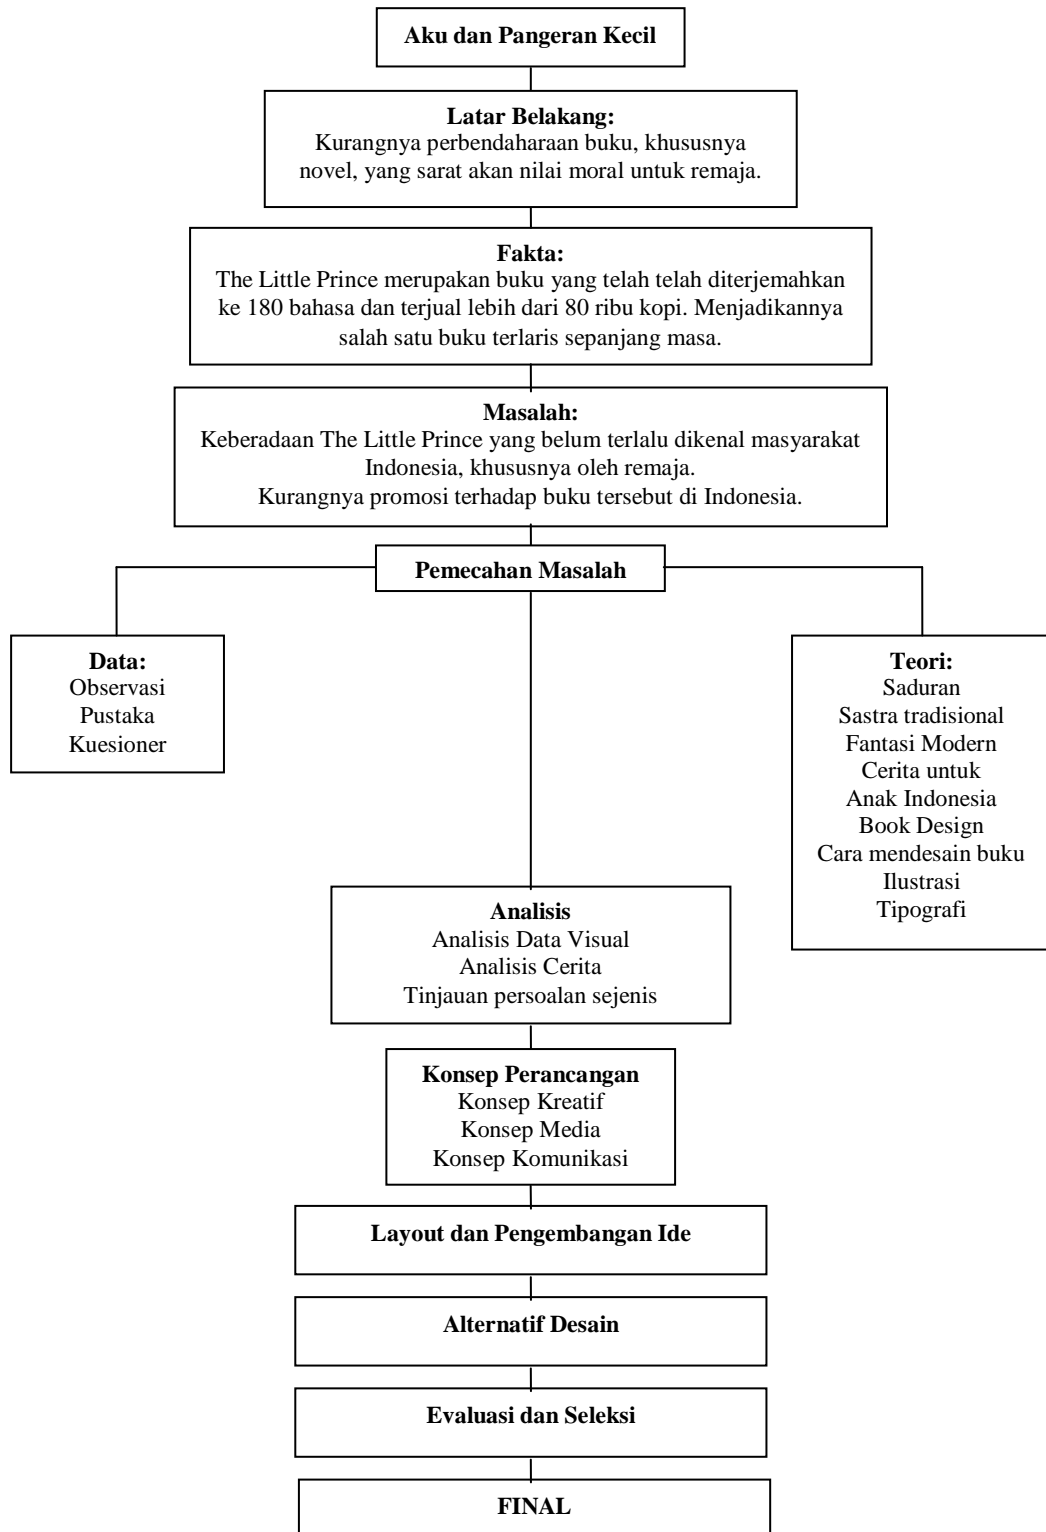 Aku dan Pangeran Kecil
Latar Belakang:
Kurangnya perbendaharaan buku, khususnya
novel, yang sarat akan nilai moral untuk remaja.
Fakta:
The Little Prince merupakan buku yang telah telah diterjemahkan
ke 180 bahasa dan terjual lebih dari 80 ribu kopi. Menjadikannya
salah satu buku terlaris sepanjang masa.
Masalah:
Keberadaan The Little Prince yang belum terlalu dikenal masyarakat
Indonesia, khususnya oleh remaja.
Kurangnya promosi terhadap buku tersebut di Indonesia.
Pemecahan Masalah
Data:
Observasi
Pustaka
Kuesioner
Teori:
Saduran
Sastra tradisional
Fantasi Modern
Cerita untuk
Anak Indonesia
Book Design
Cara mendesain buku
Ilustrasi
Tipografi
Analisis
Analisis Data Visual
Analisis Cerita
Tinjauan persoalan sejenis
Konsep Perancangan
Konsep Kreatif
Konsep Media
Konsep Komunikasi
Layout dan Pengembangan Ide
Alternatif Desain
Evaluasi dan Seleksi
FINAL